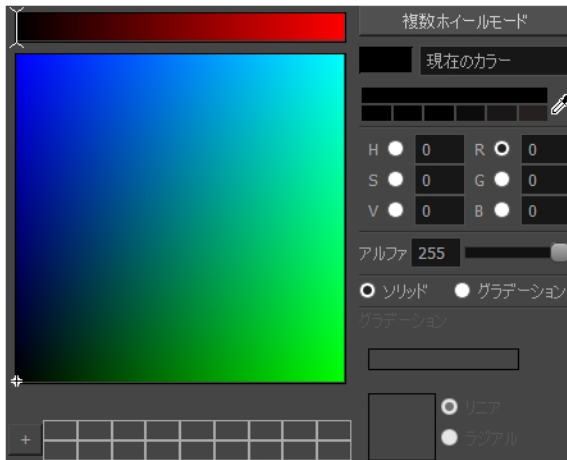 複数ホイールモード
現在のカラー
H 0 R 0
S 0 G 0
V 0 B 0
アルファ 255
ソリッド グラデーション
グラデーション
+
リニア
ラジアル